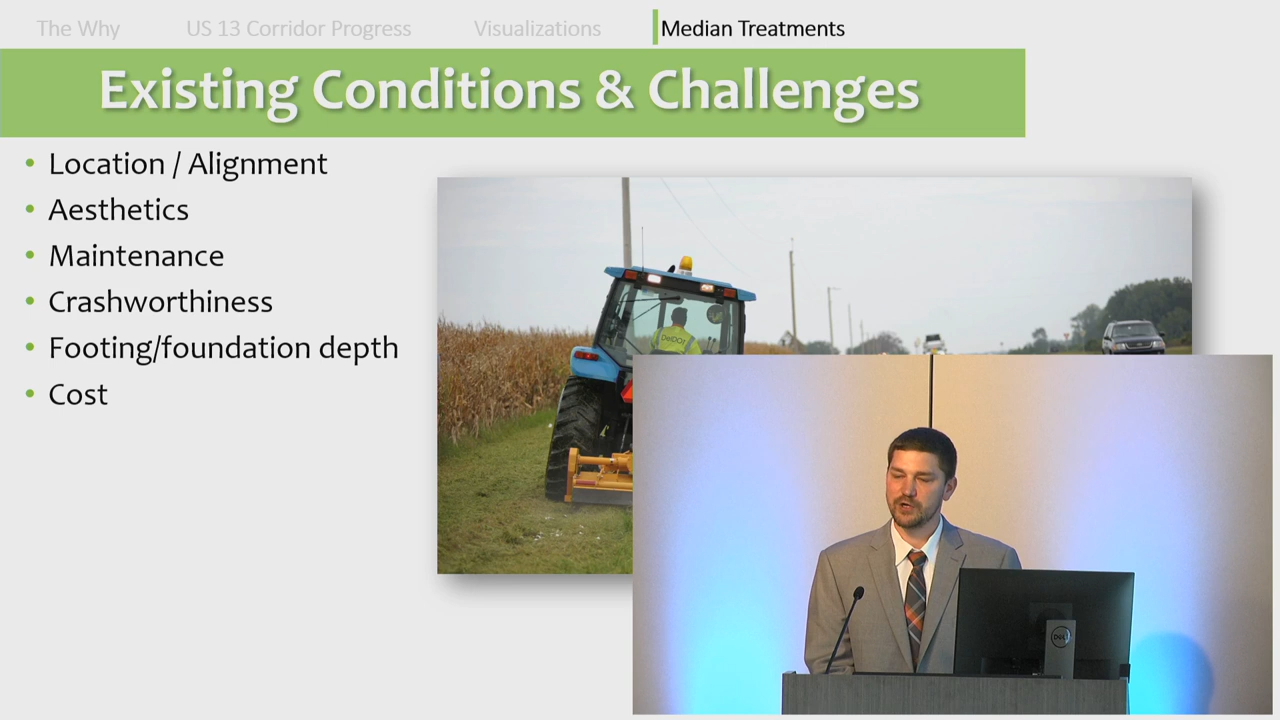 The Why
US 13 Corridor Progress
Visualizations
Median Treatments
Existing Conditions & Challenges
• Location / Alignment
• Aesthetics
• Maintenance
• Crashworthiness
• Footing/foundation depth
• Cost
DelDOT
DELL